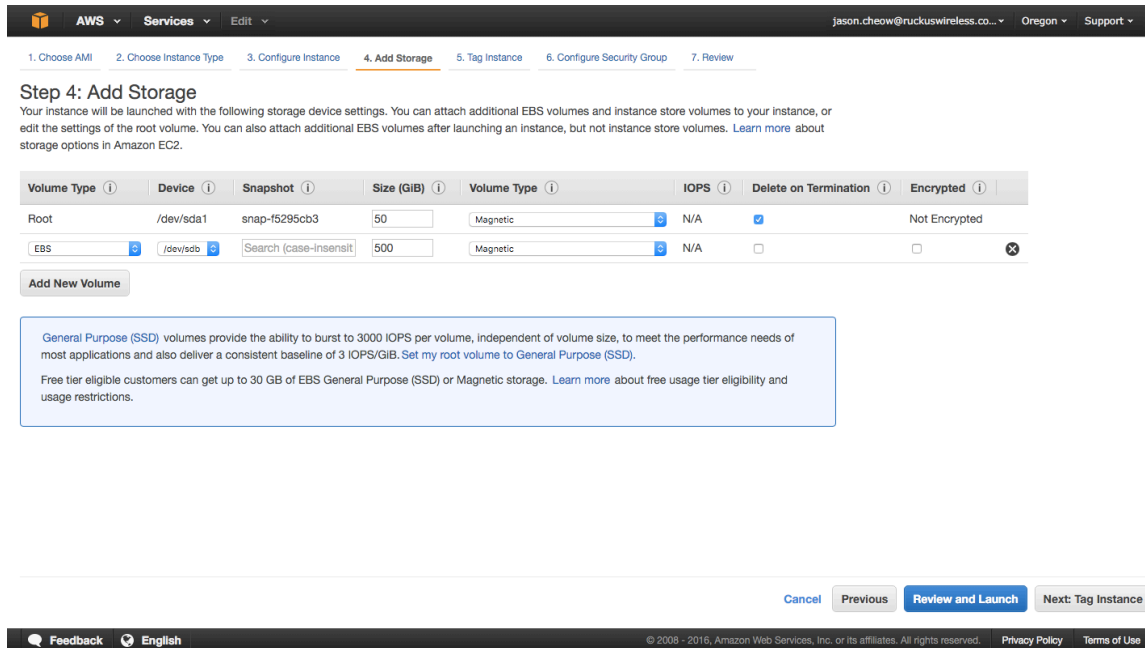 AWS Services Edit jason.cheow@ruckuswireless.co... Oregon Support
1. Choose AMI 2. Choose Instance Type 3. Configure Instance 4. Add Storage 5. Tag Instance 6. Configure Security Group 7. Review
Step 4: Add Storage
Your instance will be launched with the following storage device settings. You can attach additional EBS volumes and instance store volumes to your instance, or
edit the settings of the root volume. You can also attach additional EBS volumes after launching an instance, but not instance store volumes. Learn more about
storage options in Amazon EC2.
Volume Type Device Snapshot Size (GiB) Volume Type IOPS Delete on Termination Encrypted
Root /dev/sda1 snap-f5295cb3 50 Magnetic N/A Not Encrypted
EBS /dev/sdb Search (case-insensit 500 Magnetic N/A
Add New Volume
General Purpose (SSD) volumes provide the ability to burst to 3000 IOPS per volume, independent of volume size, to meet the performance needs of
most applications and also deliver a consistent baseline of 3 IOPS/GiB. Set my root volume to General Purpose (SSD).
Free tier eligible customers can get up to 30 GB of EBS General Purpose (SSD) or Magnetic storage. Learn more about free usage tier eligibility and
usage restrictions.
Cancel Previous Review and Launch Next: Tag Instance
Feedback English © 2008 - 2016, Amazon Web Services, Inc. or its affiliates. All rights reserved. Privacy Policy Terms of Use